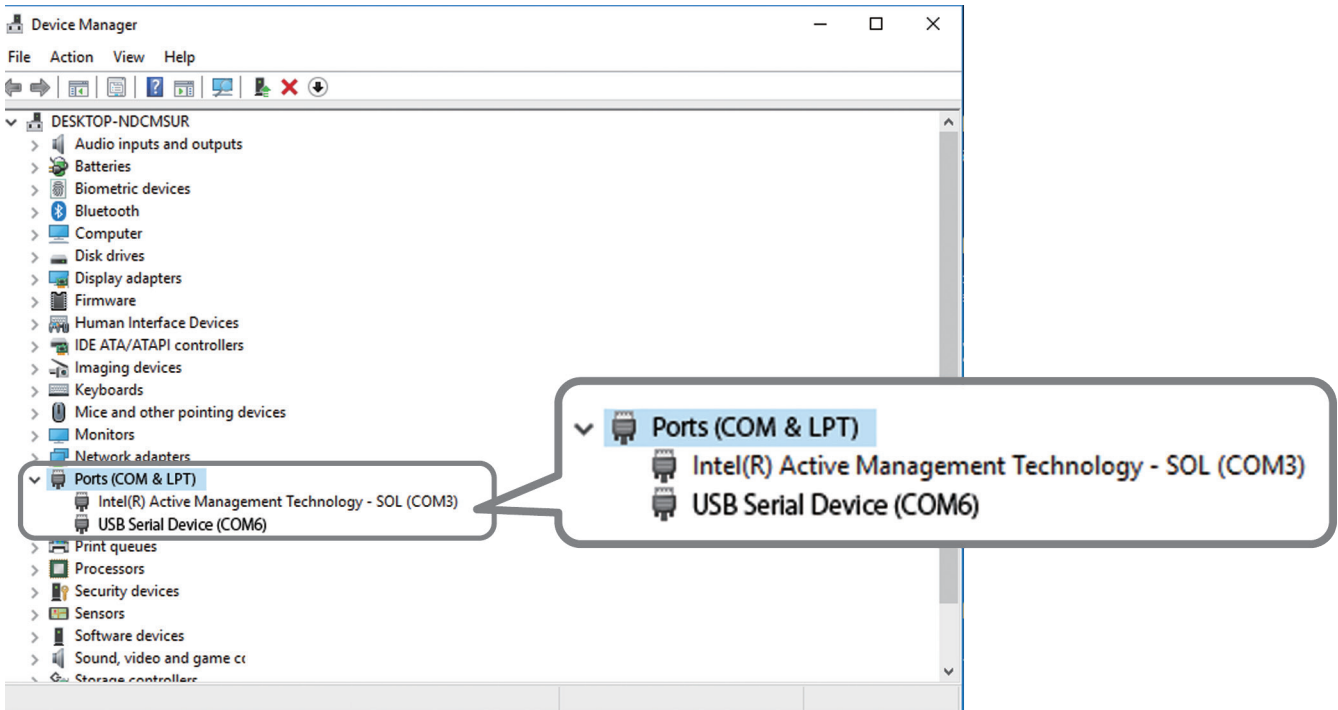 Device Manager
File Action View Help
DESKTOP-NDCMSUR
Audio inputs and outputs
Batteries
Biometric devices
Bluetooth
Computer
Disk drives
Display adapters
Firmware
Human Interface Devices
IDE ATA/ATAPI controllers
Imaging devices
Keyboards
Mice and other pointing devices
Monitors
Network adapters
Ports (COM & LPT)
Intel(R) Active Management Technology - SOL (COM3)
USB Serial Device (COM6)
Print queues
Processors
Security devices
Sensors
Software devices
Sound, video and game cc
Storage controllers
Ports (COM & LPT)
Intel(R) Active Management Technology - SOL (COM3)
USB Serial Device (COM6)